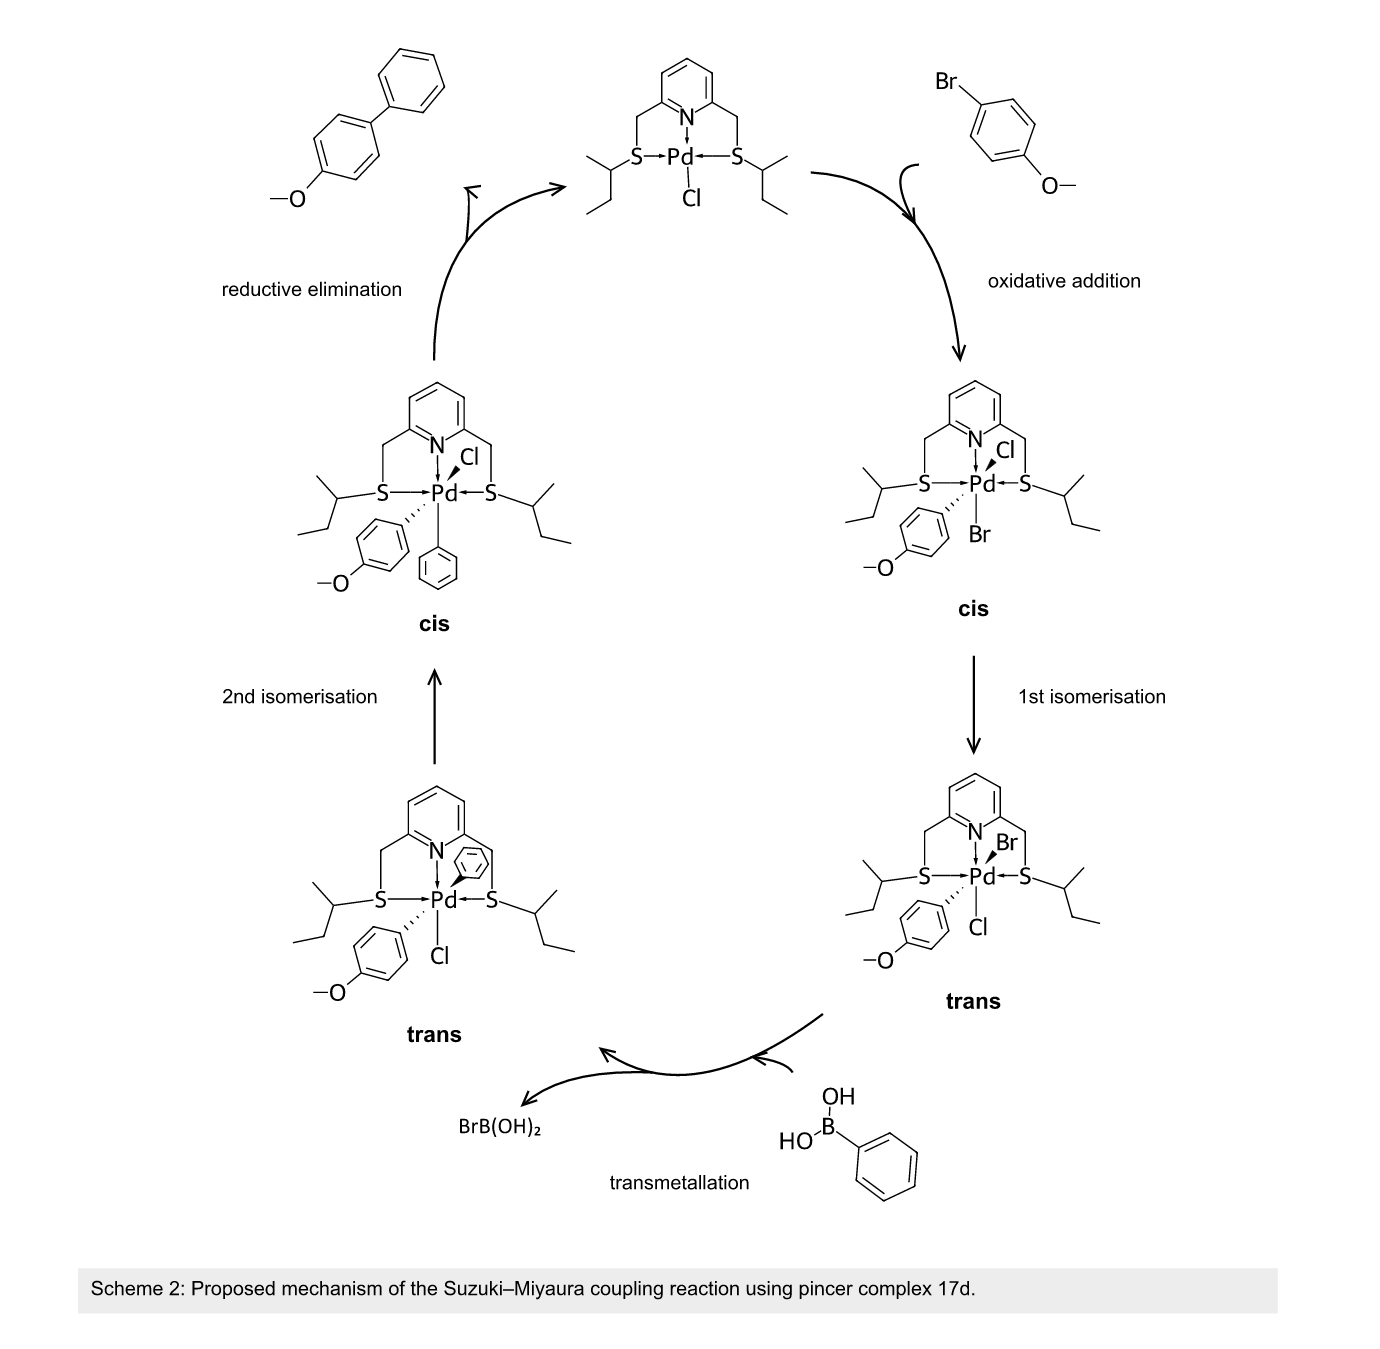 N
S
Pd
S
Cl
O
Br
O
reductive elimination
oxidative addition
N
Cl
S
Pd
S
O
cis
N
Cl
S
Pd
S
Br
O
cis
2nd isomerisation
1st isomerisation
N
S
Pd
S
Cl
O
trans
N
Br
S
Pd
S
Cl
O
trans
BrB(OH)₂
OH
HO
B
transmetallation
Scheme 2: Proposed mechanism of the Suzuki–Miyaura coupling reaction using pincer complex 17d.